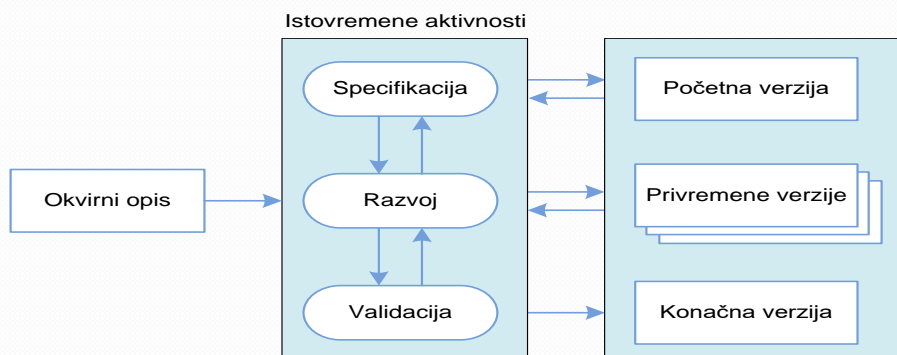 Istovremene aktivnosti
Specifikacija
Početna verzija
Okvirni opis
Razvoj
Privremene verzije
Validacija
Konačna verzija